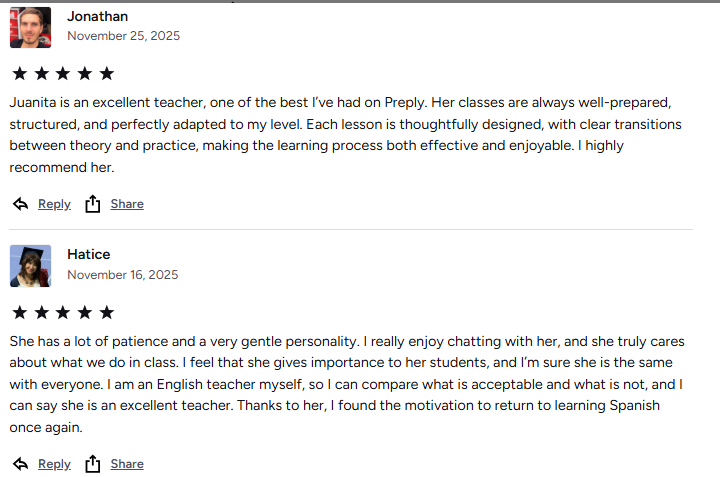 Jonathan
November 25, 2025
★ ★ ★ ★ ★
Juanita is an excellent teacher, one of the best I’ve had on Preply. Her classes are always well-prepared,
structured, and perfectly adapted to my level. Each lesson is thoughtfully designed, with clear transitions
between theory and practice, making the learning process both effective and enjoyable. I highly
recommend her.
Reply Share
Hatice
November 16, 2025
★ ★ ★ ★ ★
She has a lot of patience and a very gentle personality. I really enjoy chatting with her, and she truly cares
about what we do in class. I feel that she gives importance to her students, and I’m sure she is the same
with everyone. I am an English teacher myself, so I can compare what is acceptable and what is not, and I
can say she is an excellent teacher. Thanks to her, I found the motivation to return to learning Spanish
once again.
Reply Share